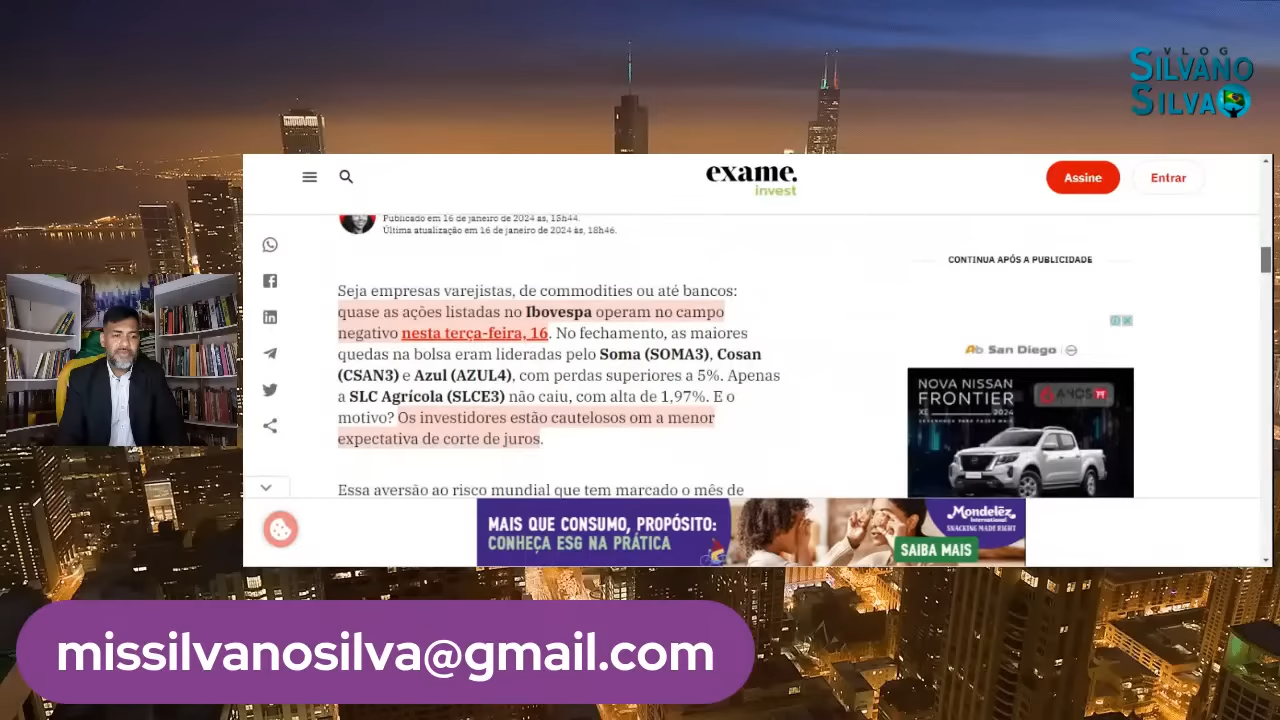 VLOG
SILVANO
SILVA
exame.
invest
Assine
Entrar
Publicado em 16 de janeiro de 2024 às, 15h44.
Última atualização em 16 de janeiro de 2024 às, 18h46.
CONTINUA APÓS A PUBLICIDADE
Seja empresas varejistas, de commodities ou até bancos:
quase as ações listadas no Ibovespa operam no campo
negativo nesta terça-feira, 16. No fechamento, as maiores
quedas na bolsa eram lideradas pelo Soma (SOMA3), Cosan
(CSAN3) e Azul (AZUL4), com perdas superiores a 5%. Apenas
a SLC Agrícola (SLCE3) não caiu, com alta de 1,97%. E o
motivo? Os investidores estão cautelosos om a menor
expectativa de corte de juros.
Essa aversão ao risco mundial que tem marcado o mês de
San Diego
NOVA NISSAN
FRONTIER
XE
2024
MAIS QUE CONSUMO, PROPÓSITO:
CONHEÇA ESG NA PRÁTICA
Mondelēz
International
SNACKING MADE RIGHT
SAIBA MAIS
missilvanosilva@gmail.com